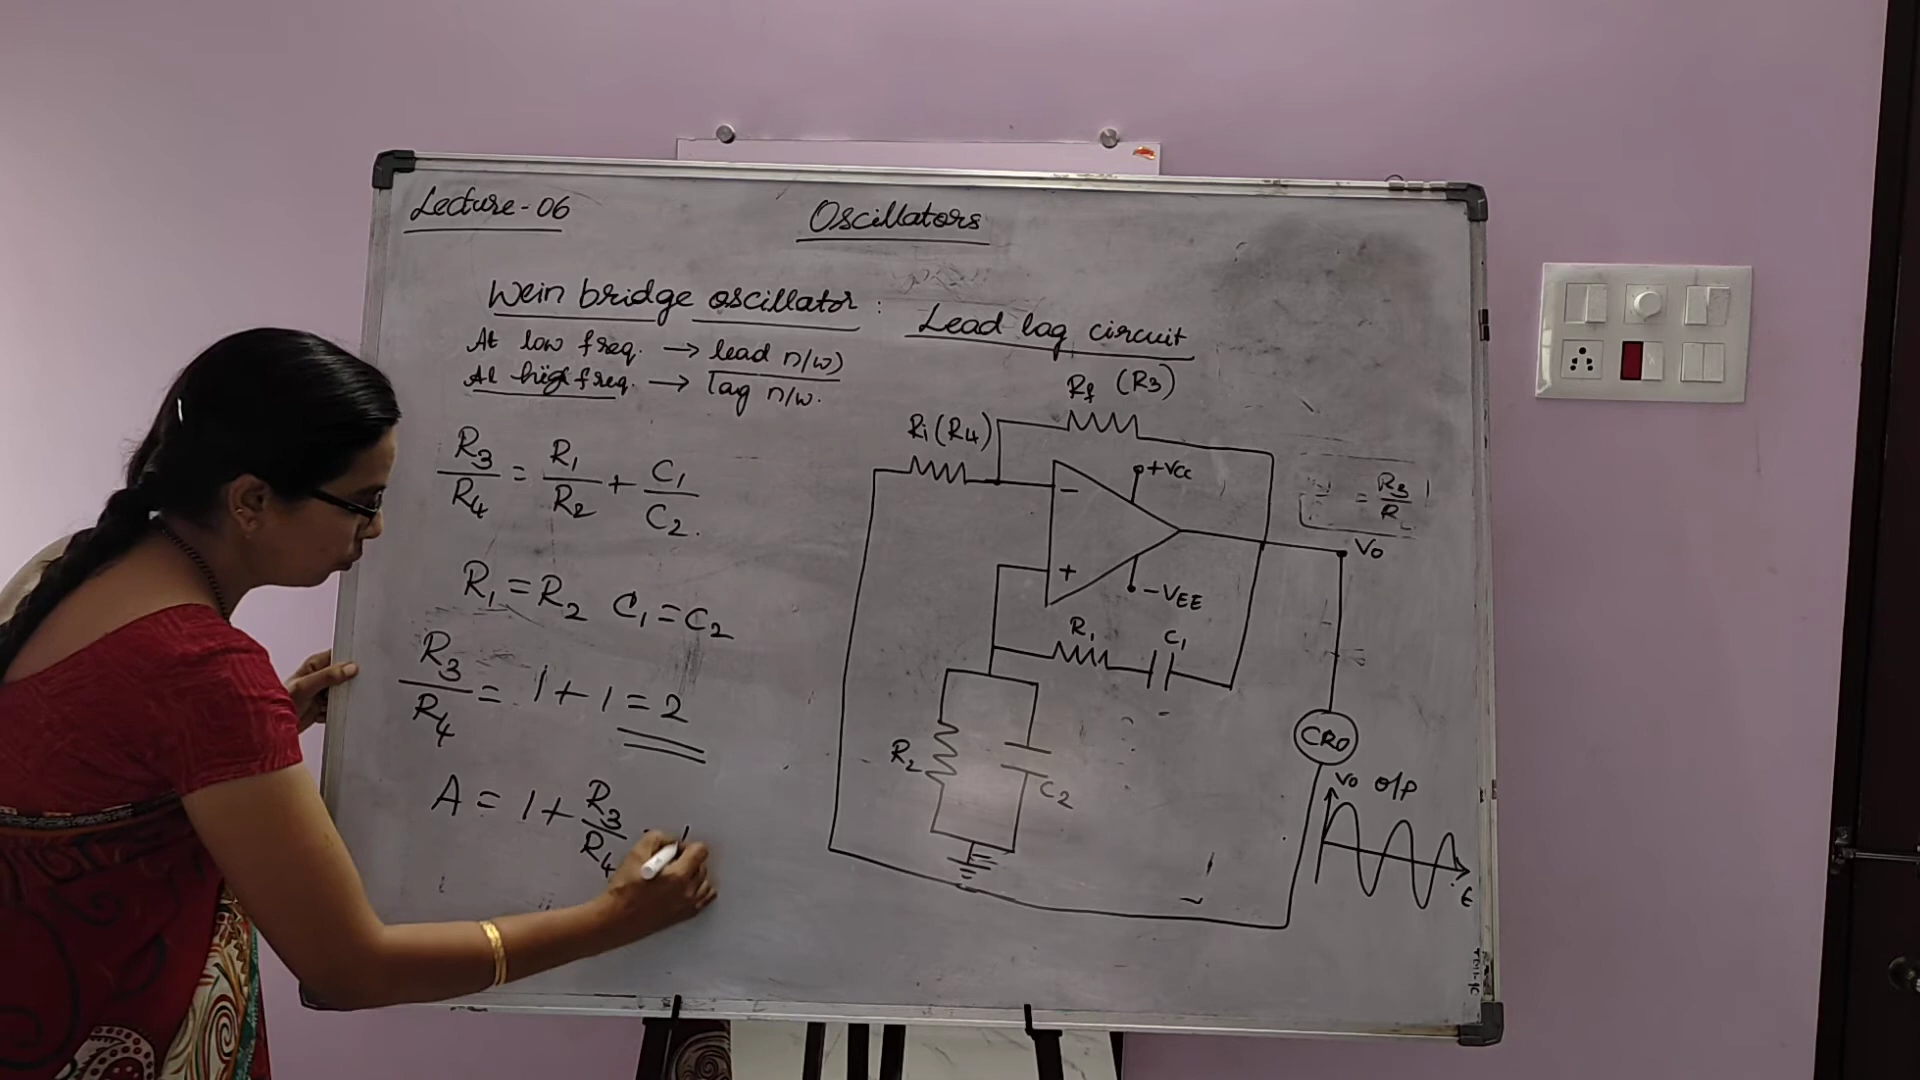 Lecture-06
Oscillators
Wein bridge oscillator :
Lead lag circuit
At low freq. → lead n/w)
At high freq. → lag n/w.
R3/R4 = R1/R2 + C1/C2.
R1 = R2 C1 = C2
R3/R4 = 1 + 1 = 2
A = 1 + R3/R4
Rf (R3)
Ri (R4)
-
+Vcc
+
-VEE
= R3/R
Vo
R1
C1
R2
C2
CRO
Vo o/p
t